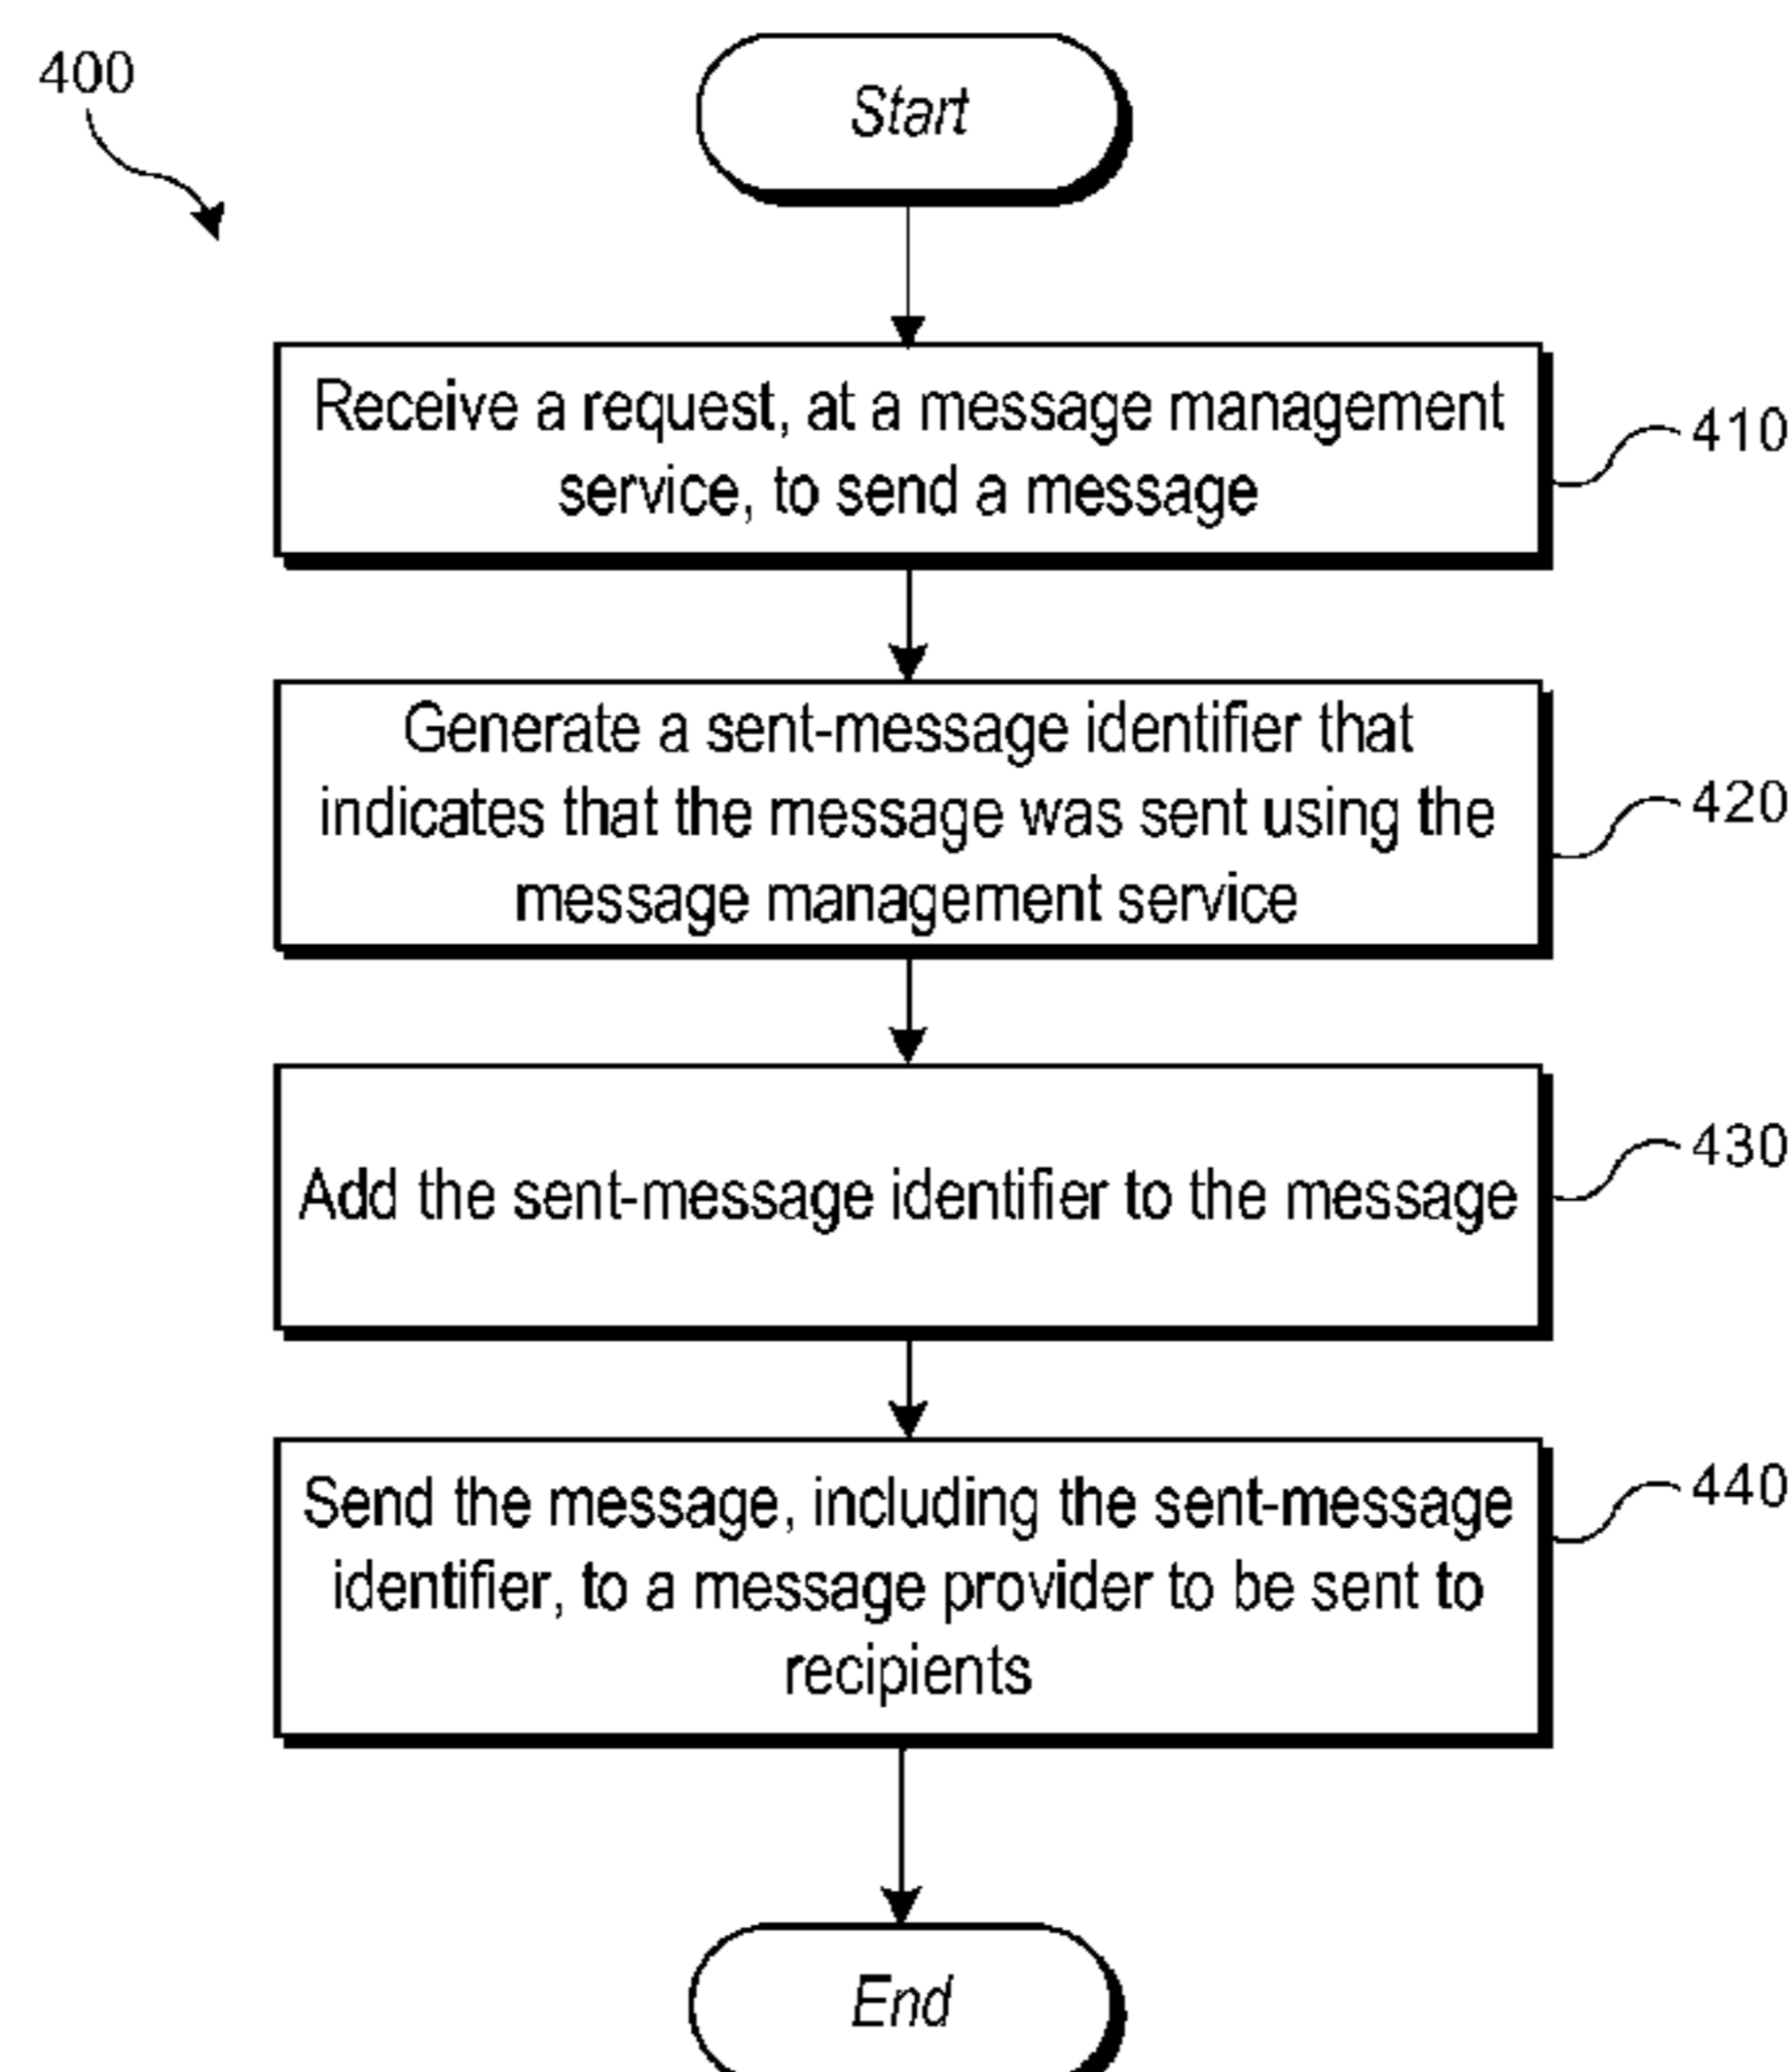 400
Start
Receive a request, at a message management
service, to send a message
410
Generate a sent-message identifier that
indicates that the message was sent using the
message management service
420
Add the sent-message identifier to the message
430
Send the message, including the sent-message
identifier, to a message provider to be sent to
recipients
440
End